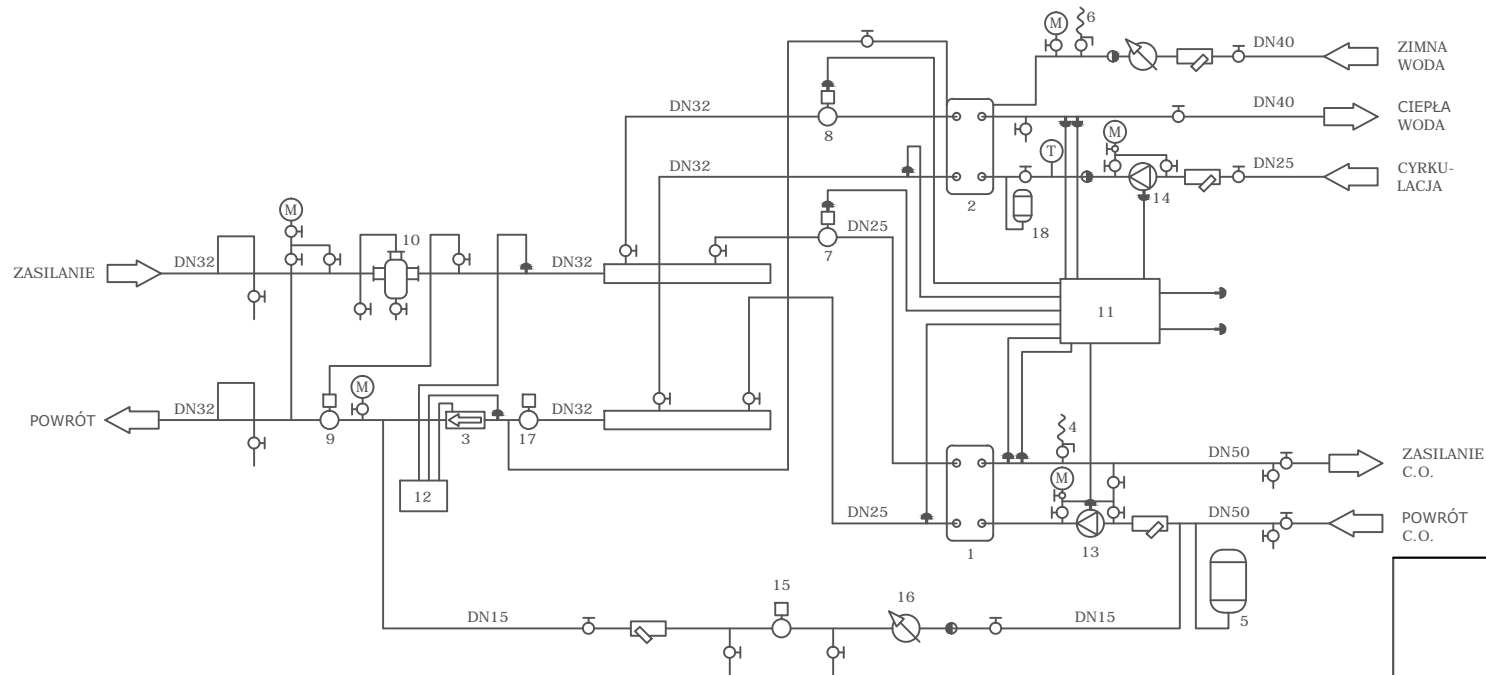 M
6
DN40
ZIMNA
WODA
DN32
8
DN40
CIEPŁA
WODA
M
DN32
T
DN25
CYRKU-
LACJA
2
14
18
M
10
DN25
7
ZASILANIE
DN32
DN32
11
M
POWRÓT
DN32
9
3
DN32
17
4
12
DN50
ZASILANIE
C.O.
M
DN25
DN50
POWRÓT
C.O.
1
13
15
16
DN15
DN15
5